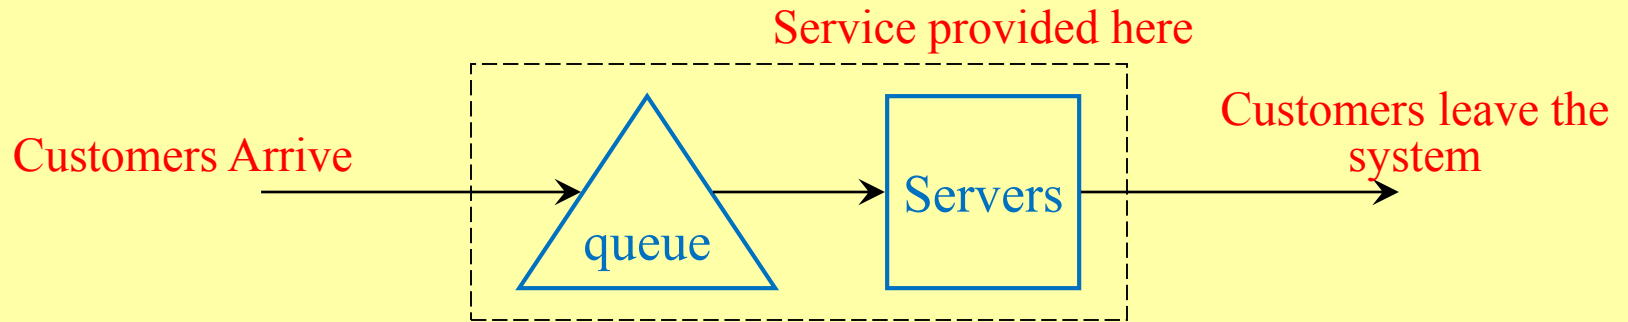 Service provided here
Customers Arrive
queue
Servers
Customers leave the
system